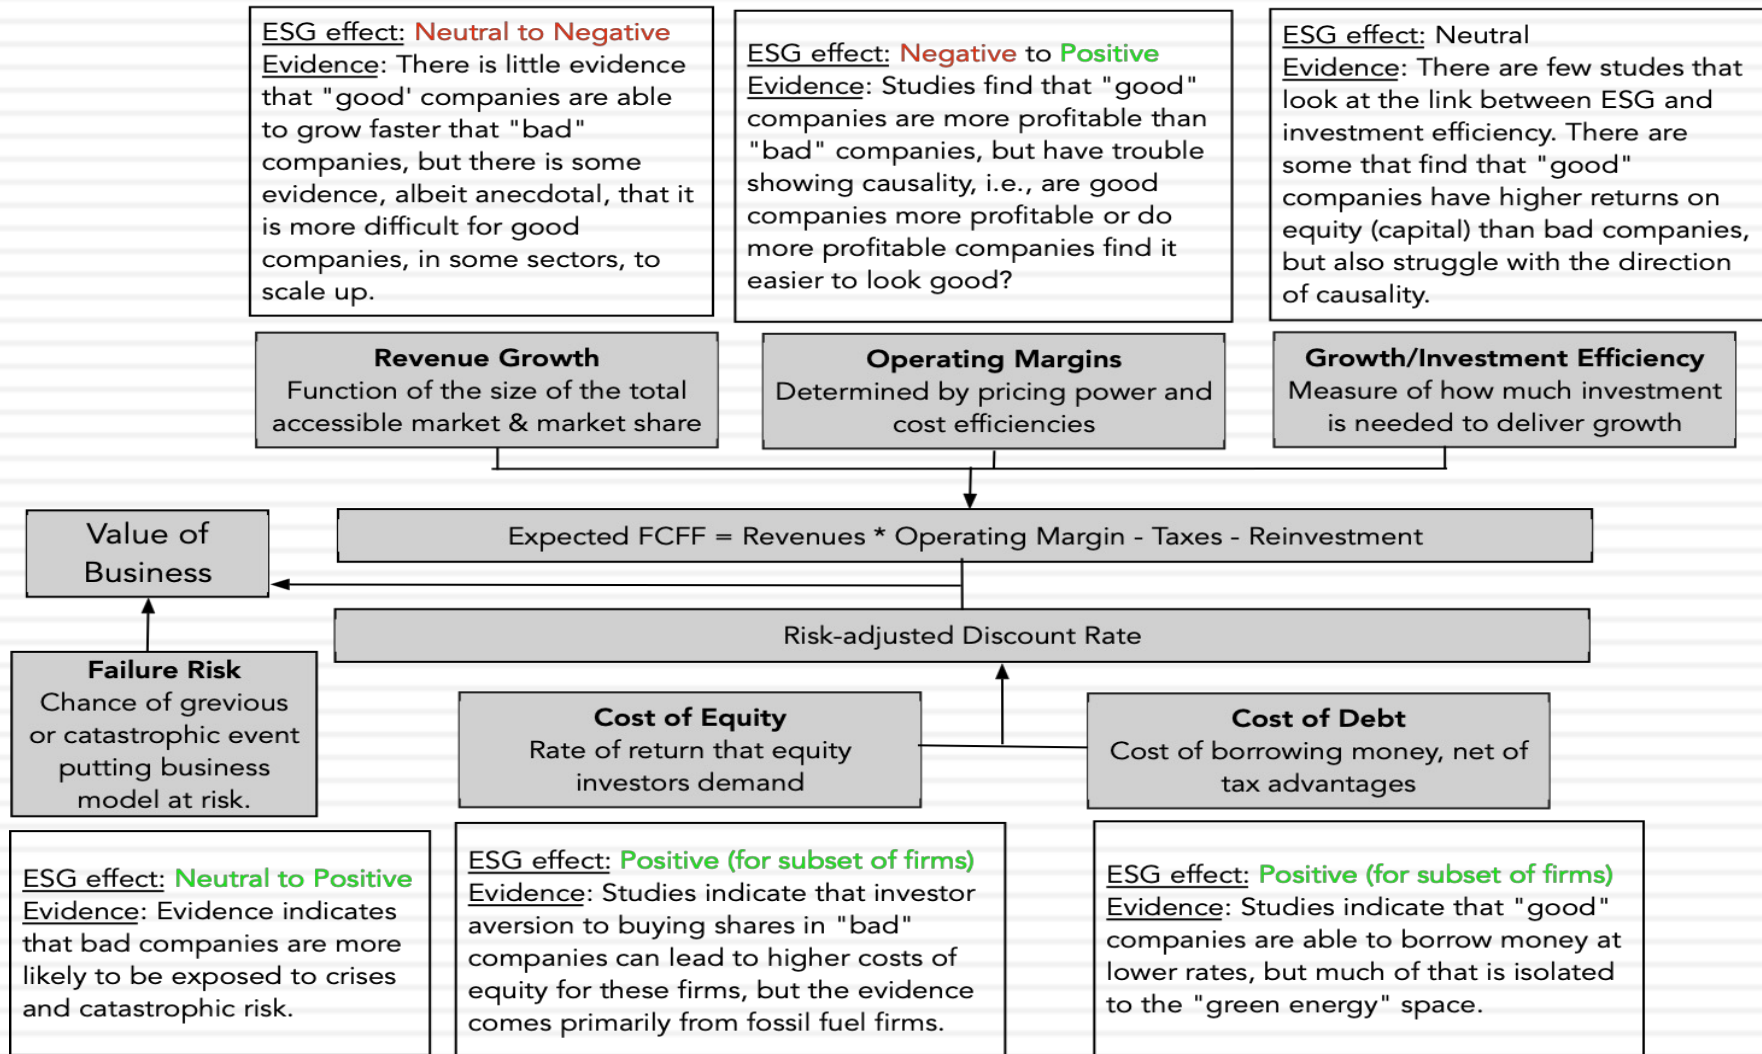 ESG effect: Neutral to Negative
Evidence: There is little evidence
that "good' companies are able
to grow faster that "bad"
companies, but there is some
evidence, albeit anecdotal, that it
is more difficult for good
companies, in some sectors, to
scale up.
ESG effect: Negative to Positive
Evidence: Studies find that "good"
companies are more profitable than
"bad" companies, but have trouble
showing causality, i.e., are good
companies more profitable or do
more profitable companies find it
easier to look good?
ESG effect: Neutral
Evidence: There are few studes that
look at the link between ESG and
investment efficiency. There are
some that find that "good"
companies have higher returns on
equity (capital) than bad companies,
but also struggle with the direction
of causality.
Revenue Growth
Function of the size of the total
accessible market & market share
Operating Margins
Determined by pricing power and
cost efficiencies
Growth/Investment Efficiency
Measure of how much investment
is needed to deliver growth
Value of
Business
Expected FCFF = Revenues * Operating Margin - Taxes - Reinvestment
Risk-adjusted Discount Rate
Failure Risk
Chance of grevious
or catastrophic event
putting business
model at risk.
Cost of Equity
Rate of return that equity
investors demand
Cost of Debt
Cost of borrowing money, net of
tax advantages
ESG effect: Neutral to Positive
Evidence: Evidence indicates
that bad companies are more
likely to be exposed to crises
and catastrophic risk.
ESG effect: Positive (for subset of firms)
Evidence: Studies indicate that investor
aversion to buying shares in "bad"
companies can lead to higher costs of
equity for these firms, but the evidence
comes primarily from fossil fuel firms.
ESG effect: Positive (for subset of firms)
Evidence: Studies indicate that "good"
companies are able to borrow money at
lower rates, but much of that is isolated
to the "green energy" space.